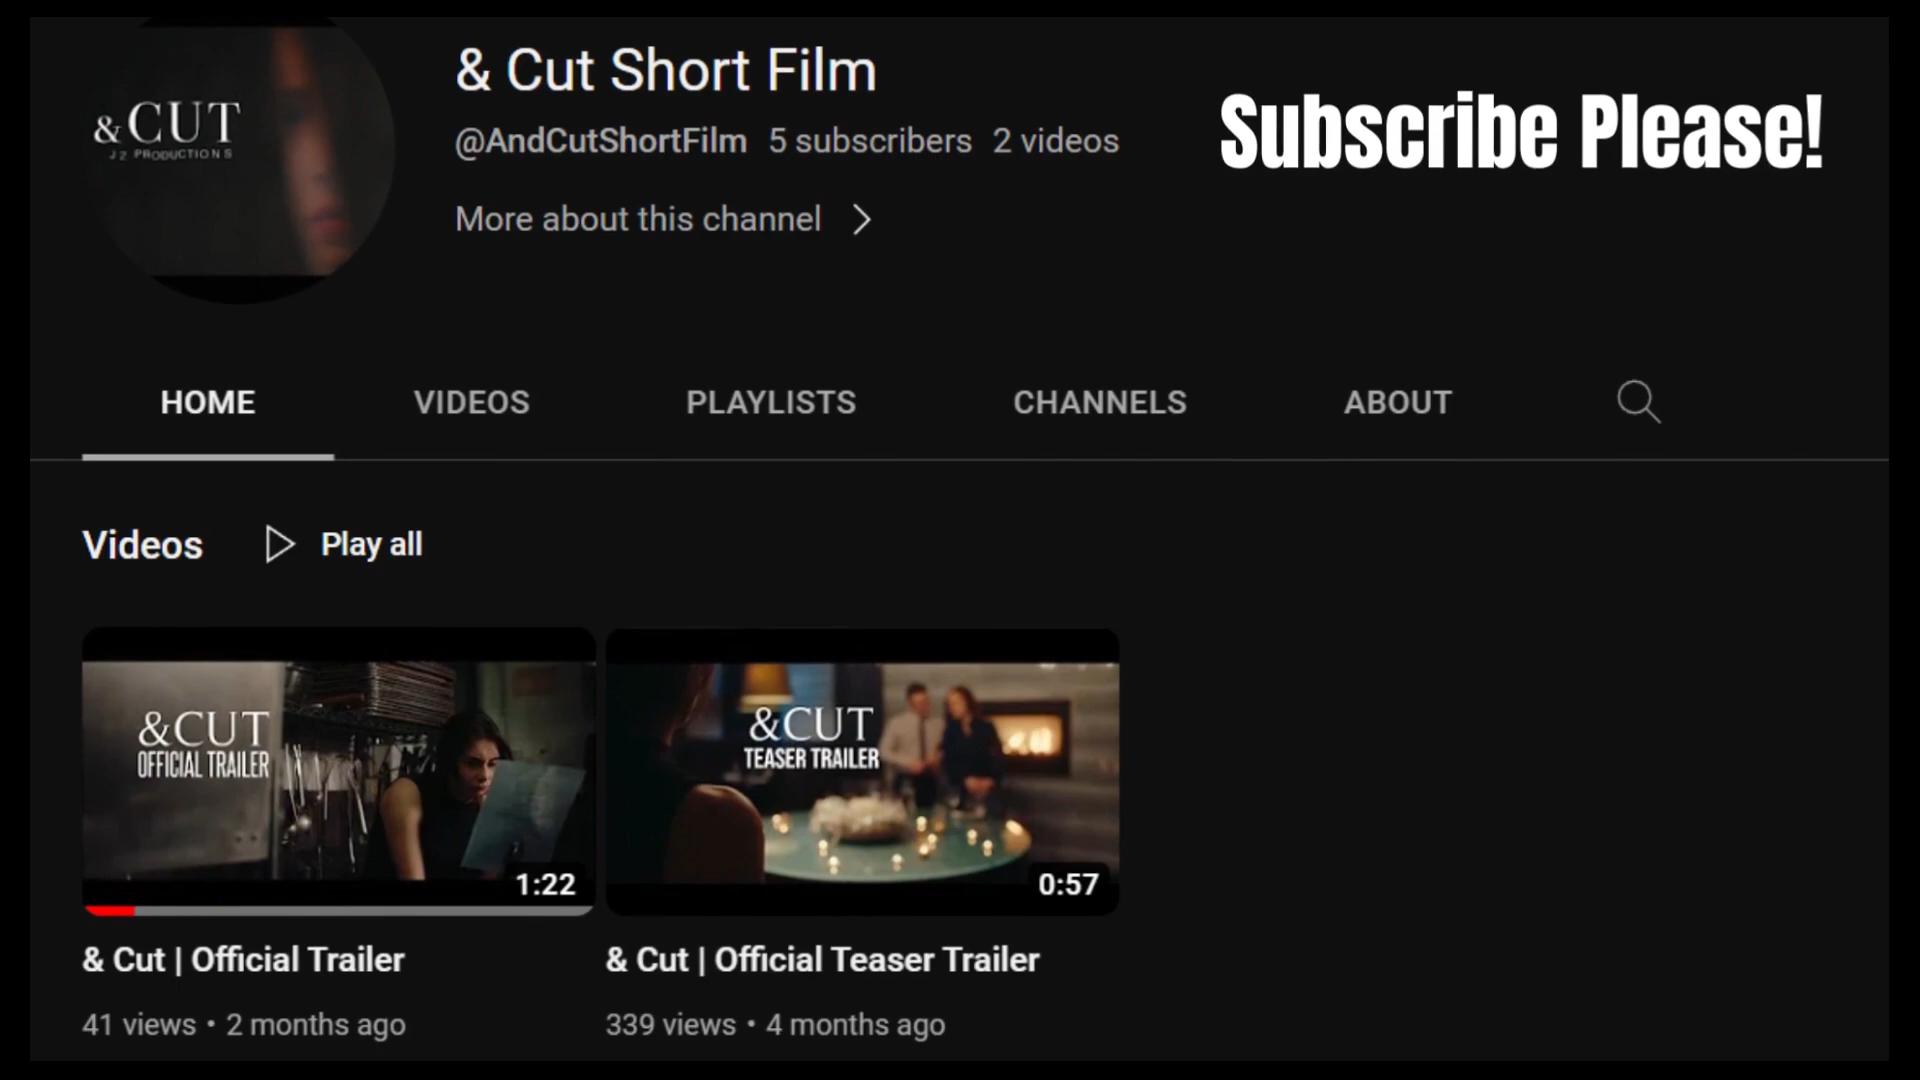 & CUT
J2 PRODUCTIONS
& Cut Short Film
@AndCutShortFilm 5 subscribers 2 videos
More about this channel
Subscribe Please!
HOME VIDEOS PLAYLISTS CHANNELS ABOUT
Videos Play all
&CUT
OFFICIAL TRAILER
1:22
&CUT
TEASER TRAILER
0:57
& Cut | Official Trailer
41 views • 2 months ago
& Cut | Official Teaser Trailer
339 views • 4 months ago